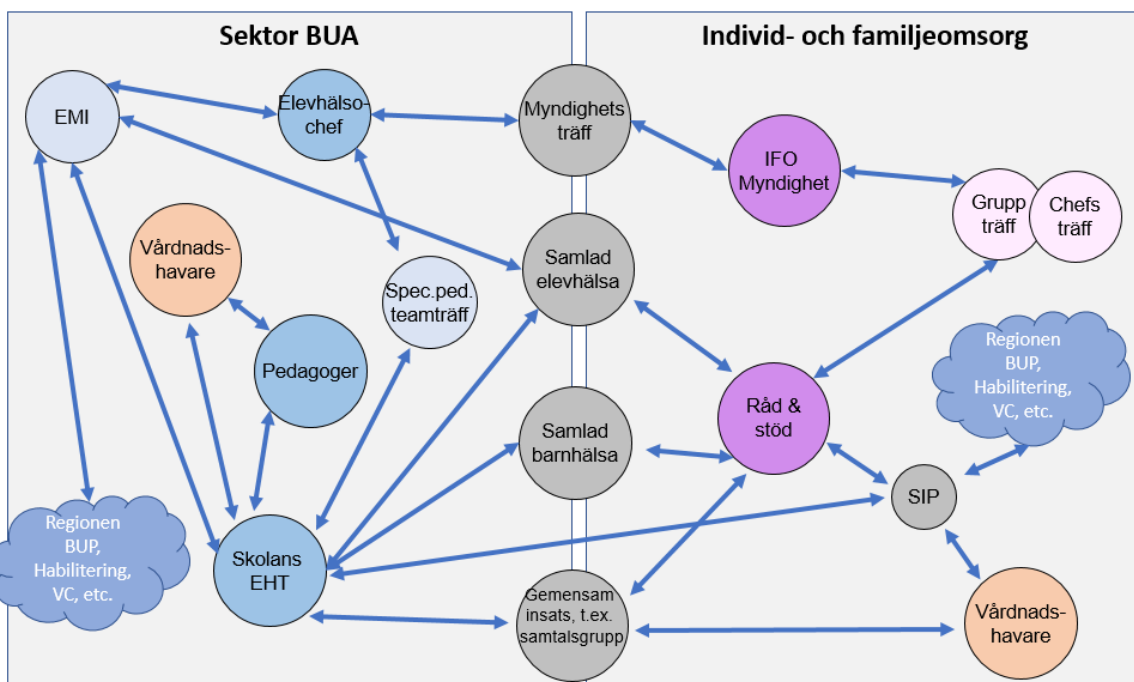 Sektor BUA
Individ- och familjeomsorg
EMI
Elevhälso-
chef
Myndighets
träff
IFO
Myndighet
Grupp
träff
Chefs
träff
Vårdnads-
havare
Spec.ped.
teamträff
Samlad
elevhälsa
Pedagoger
Regionen
BUP,
Habilitering,
VC, etc.
Råd &
stöd
Samlad
barnhälsa
SIP
Regionen
BUP,
Habilitering,
VC, etc.
Skolans
EHT
Gemensam
insats, t.ex.
samtalsgrupp
Vårdnads-
havare